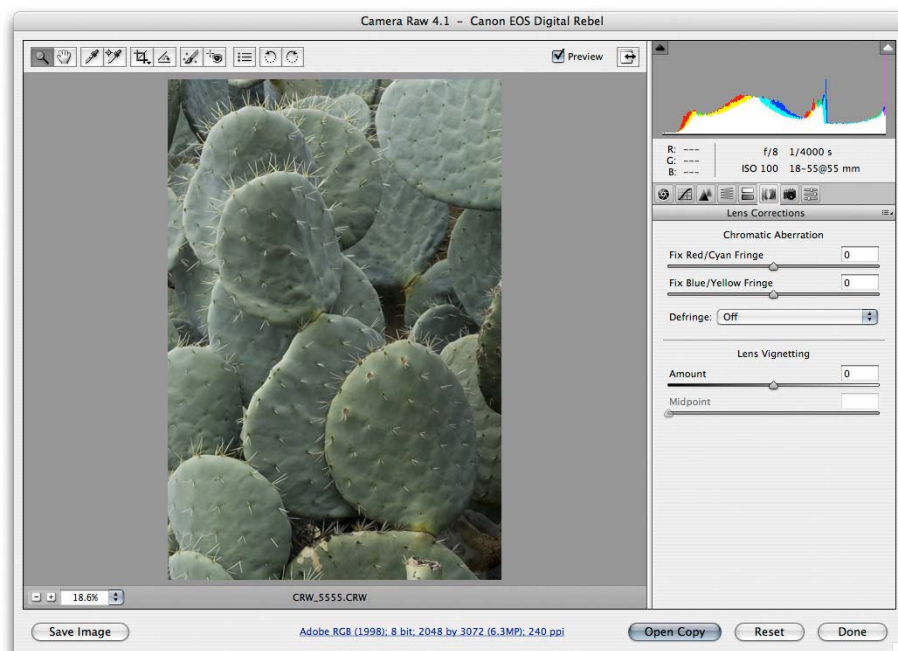 Camera Raw 4.1 – Canon EOS Digital Rebel
Preview
R: ---
G: ---
B: ---
f/8 1/4000 s
ISO 100 18-55@55 mm
Lens Corrections
Chromatic Aberration
Fix Red/Cyan Fringe 0
Fix Blue/Yellow Fringe 0
Defringe: Off
Lens Vignetting
Amount 0
Midpoint
18.6%
CRW_5555.CRW
Save Image
Adobe RGB (1998); 8 bit; 2048 by 3072 (6.3MP); 240 ppi
Open Copy
Reset
Done